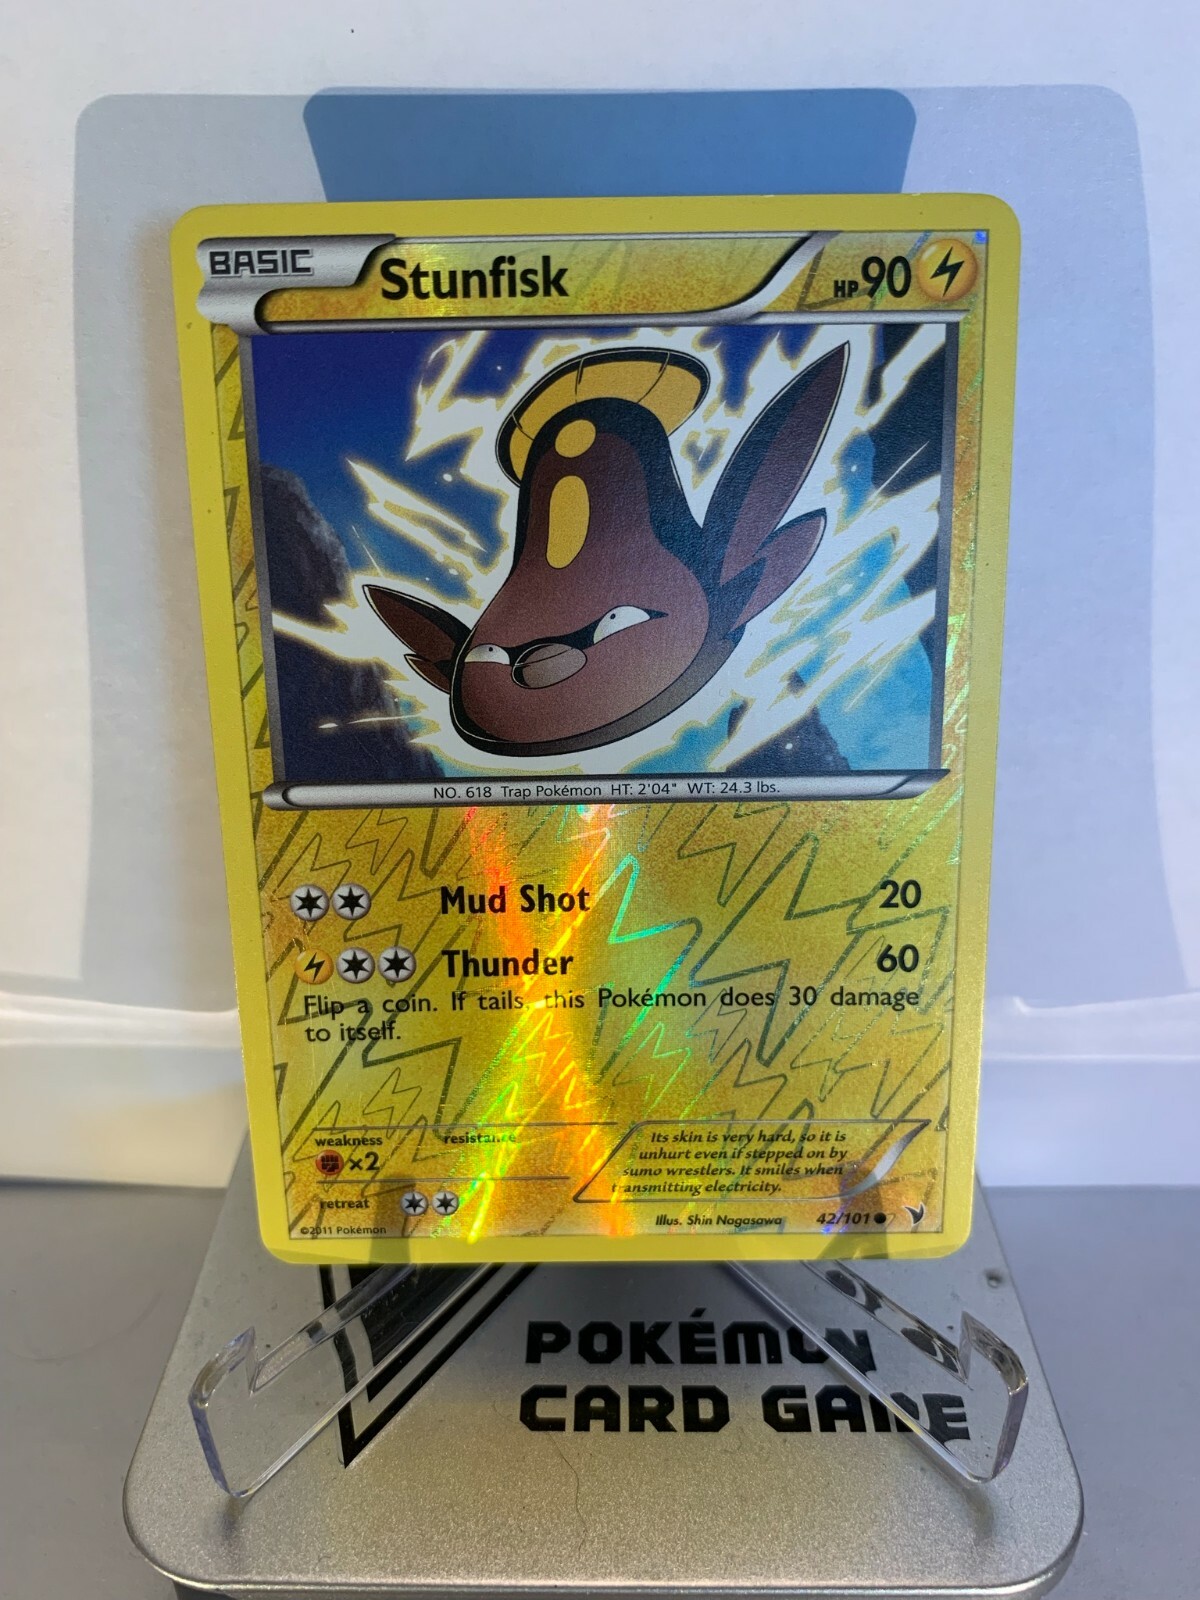 BASIC Stunfisk HP 90
NO. 618 Trap Pokémon HT: 2'04" WT: 24.3 lbs.
Mud Shot 20
Thunder 60
Flip a coin. If tails, this Pokémon does 30 damage
to itself.
weakness resistance
×2
retreat
Its skin is very hard, so it is
unhurt even if stepped on by
sumo wrestlers. It smiles when
transmitting electricity.
©2011 Pokémon Illus. Shin Nagasawa 42/101
POKÉMON
CARD GAME